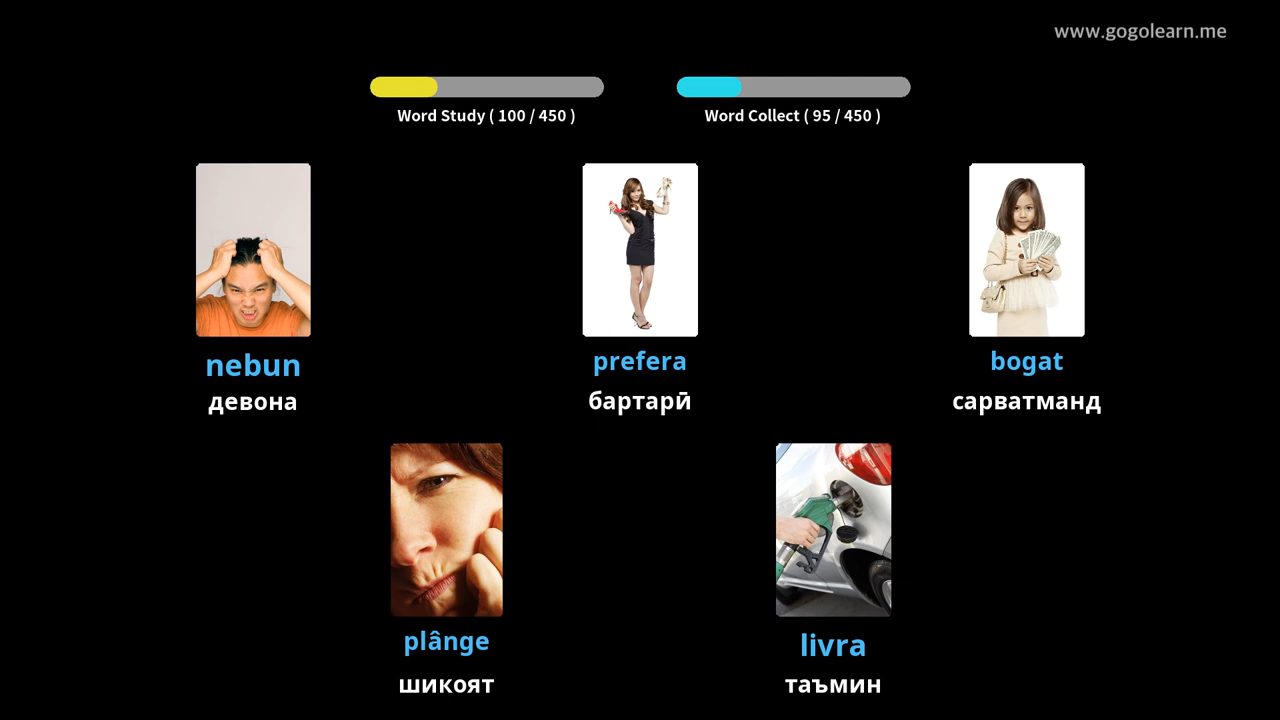 www.gogolearn.me
Word Study ( 100 / 450 )
Word Collect ( 95 / 450 )
nebun
девона
prefera
бартарӣ
bogat
сарватманд
plânge
шикоят
livra
таъмин